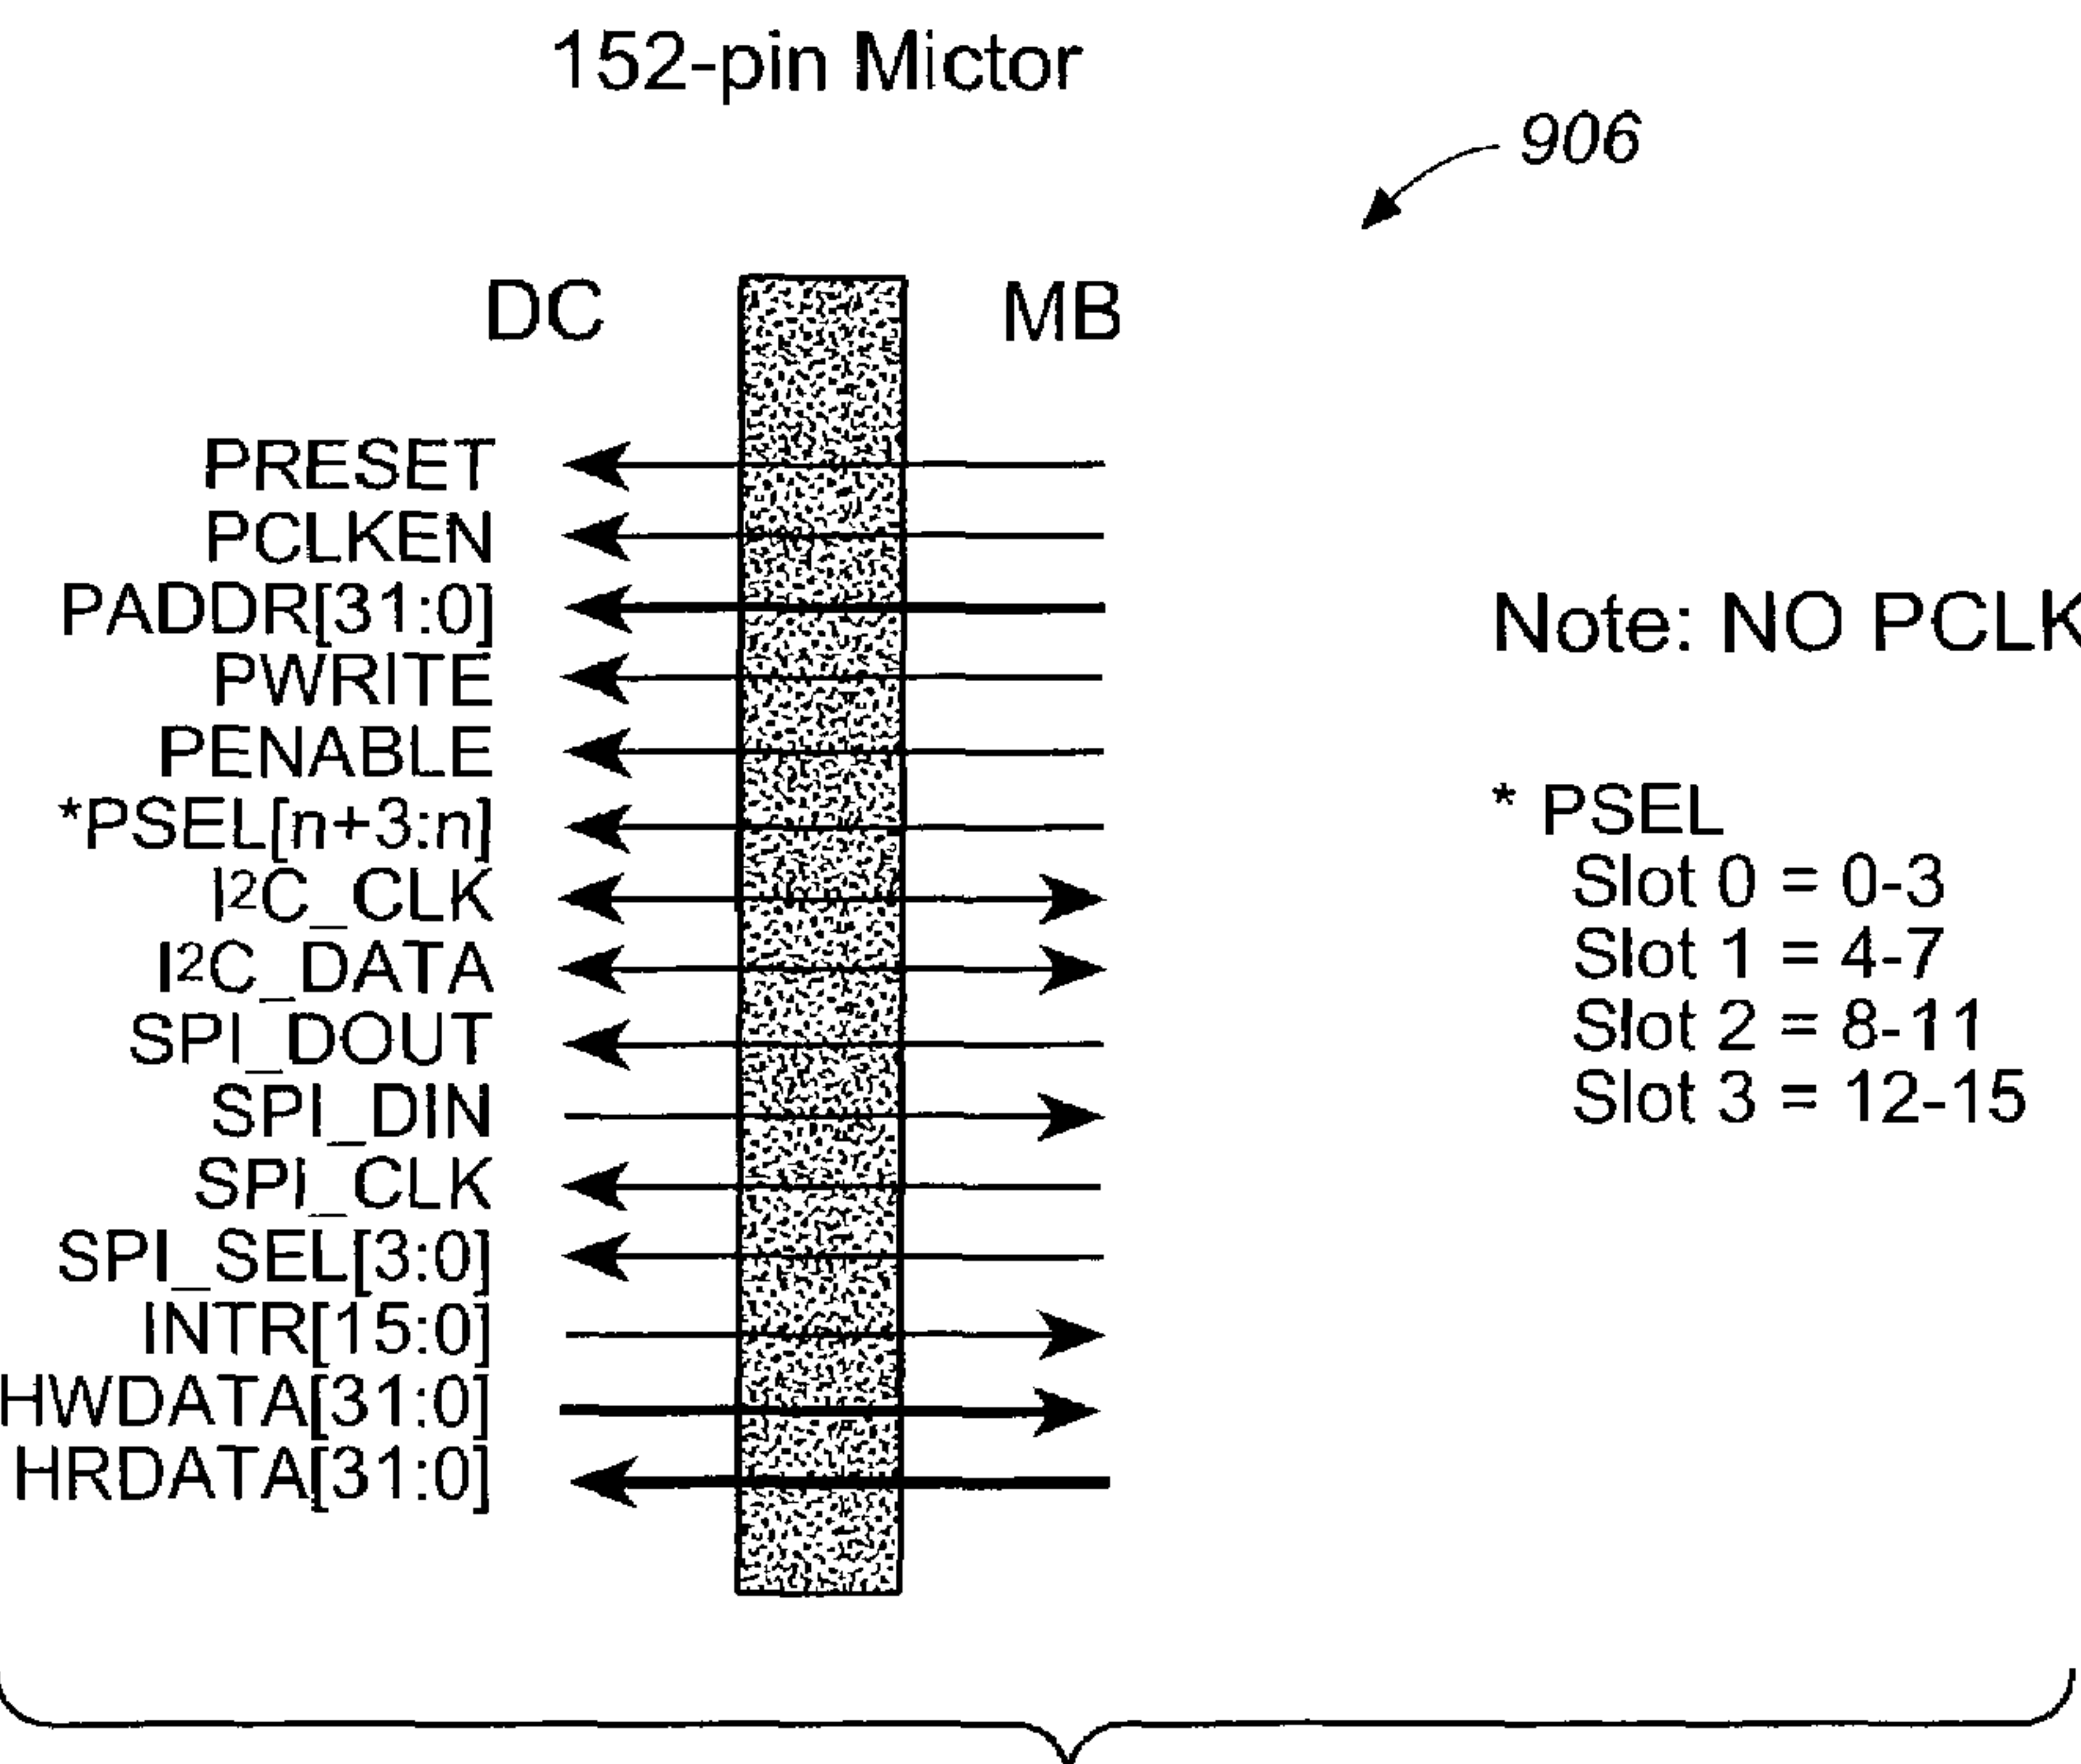 152-pin Mictor
906
DC
MB
PRESET
PCLKEN
PADDR[31:0]
PWRITE
PENABLE
*PSEL[n+3:n]
I2C_CLK
I2C_DATA
SPI_DOUT
SPI_DIN
SPI_CLK
SPI_SEL[3:0]
INTR[15:0]
HWDATA[31:0]
HRDATA[31:0]
Note: NO PCLK
* PSEL
Slot 0 = 0-3
Slot 1 = 4-7
Slot 2 = 8-11
Slot 3 = 12-15